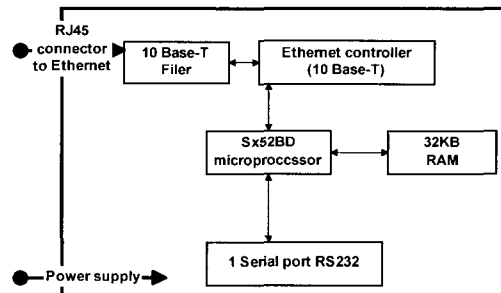 RJ45
connector
to Ethernet
10 Base-T
Filer
Ethernet controller
(10 Base-T)
Sx52BD
microproccssor
32KB
RAM
1 Serial port RS232
Power supply